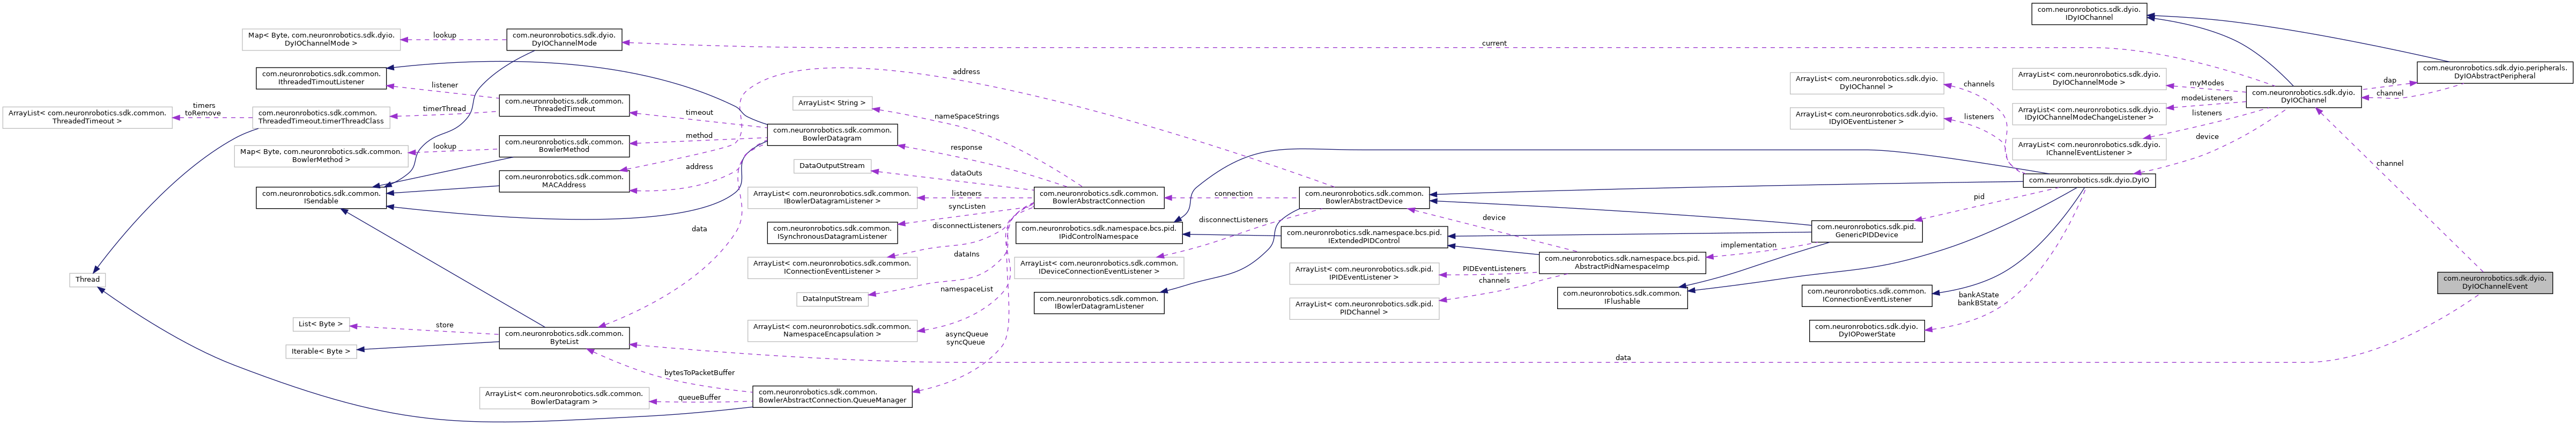 com.neuronrobotics.sdk.dyio.
IDyIOChannel
Map< Byte, com.neuronrobotics.sdk.dyio.
DyIOChannelMode >
lookup
com.neuronrobotics.sdk.dyio.
DyIOChannelMode
current
com.neuronrobotics.sdk.common.
IthreadedTimoutListener
listener
address
com.neuronrobotics.sdk.dyio.peripherals.
DyIOAbstractPeripheral
ArrayList< com.neuronrobotics.sdk.dyio.
DyIOChannel >
channels
ArrayList< com.neuronrobotics.sdk.dyio.
DyIOChannelMode >
myModes
dap
channel
com.neuronrobotics.sdk.dyio.
DyIOChannel
com.neuronrobotics.sdk.common.
ThreadedTimeout
ArrayList< String >
nameSpaceStrings
modeListeners
ArrayList< com.neuronrobotics.sdk.common.
ThreadedTimeout >
timers
toRemove
com.neuronrobotics.sdk.common.
ThreadedTimeout.timerThreadClass
timerThread
timeout
ArrayList< com.neuronrobotics.sdk.dyio.
IDyIOEventListener >
listeners
ArrayList< com.neuronrobotics.sdk.dyio.
IDyIOChannelModeChangeListener >
listeners
com.neuronrobotics.sdk.common.
BowlerDatagram
method
response
device
Map< Byte, com.neuronrobotics.sdk.common.
BowlerMethod >
lookup
com.neuronrobotics.sdk.common.
BowlerMethod
ArrayList< com.neuronrobotics.sdk.dyio.
IChannelEventListener >
channel
DataOutputStream
dataOuts
address
com.neuronrobotics.sdk.common.
MACAddress
com.neuronrobotics.sdk.dyio.DyIO
com.neuronrobotics.sdk.common.
ISendable
ArrayList< com.neuronrobotics.sdk.common.
IBowlerDatagramListener >
listeners
com.neuronrobotics.sdk.common.
BowlerAbstractConnection
connection
com.neuronrobotics.sdk.common.
BowlerAbstractDevice
pid
syncListen
disconnectListeners
device
data
com.neuronrobotics.sdk.common.
ISynchronousDatagramListener
disconnectListeners
com.neuronrobotics.sdk.namespace.bcs.pid.
IPidControlNamespace
com.neuronrobotics.sdk.namespace.bcs.pid.
IExtendedPIDControl
com.neuronrobotics.sdk.pid.
GenericPIDDevice
implementation
dataIns
ArrayList< com.neuronrobotics.sdk.common.
IConnectionEventListener >
ArrayList< com.neuronrobotics.sdk.common.
IDeviceConnectionEventListener >
ArrayList< com.neuronrobotics.sdk.pid.
IPIDEventListener >
PIDEventListeners
channels
com.neuronrobotics.sdk.namespace.bcs.pid.
AbstractPidNamespaceImp
Thread
com.neuronrobotics.sdk.dyio.
DyIOChannelEvent
DataInputStream
namespaceList
com.neuronrobotics.sdk.common.
IBowlerDatagramListener
ArrayList< com.neuronrobotics.sdk.pid.
PIDChannel >
com.neuronrobotics.sdk.common.
IFlushable
com.neuronrobotics.sdk.common.
IConnectionEventListener
bankAState
bankBState
List< Byte >
store
com.neuronrobotics.sdk.common.
ByteList
ArrayList< com.neuronrobotics.sdk.common.
NamespaceEncapsulation >
asyncQueue
syncQueue
com.neuronrobotics.sdk.dyio.
DyIOPowerState
Iterable< Byte >
data
bytesToPacketBuffer
ArrayList< com.neuronrobotics.sdk.common.
BowlerDatagram >
queueBuffer
com.neuronrobotics.sdk.common.
BowlerAbstractConnection.QueueManager